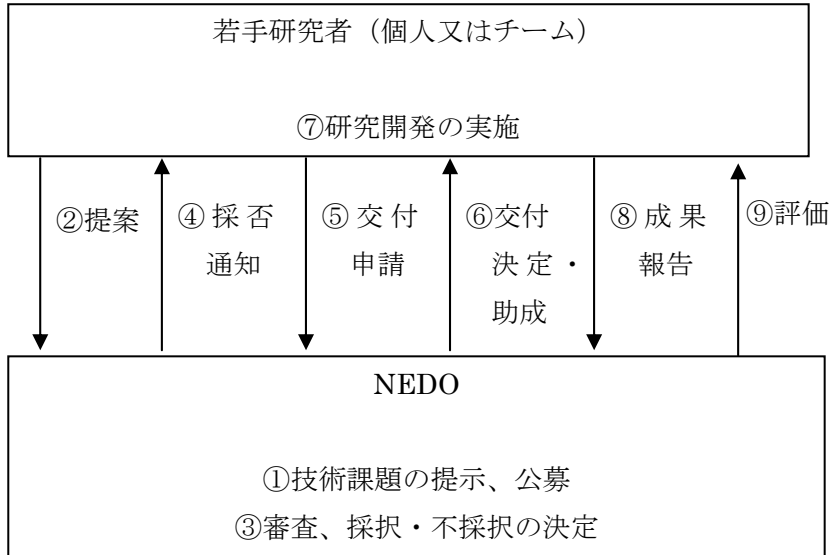 若手研究者（個人又はチーム）
⑦研究開発の実施
②提案
④採否
通知
⑤交付
申請
⑥交付
決定・
助成
⑧成果
報告
⑨評価
NEDO
①技術課題の提示、公募
③審査、採択・不採択の決定